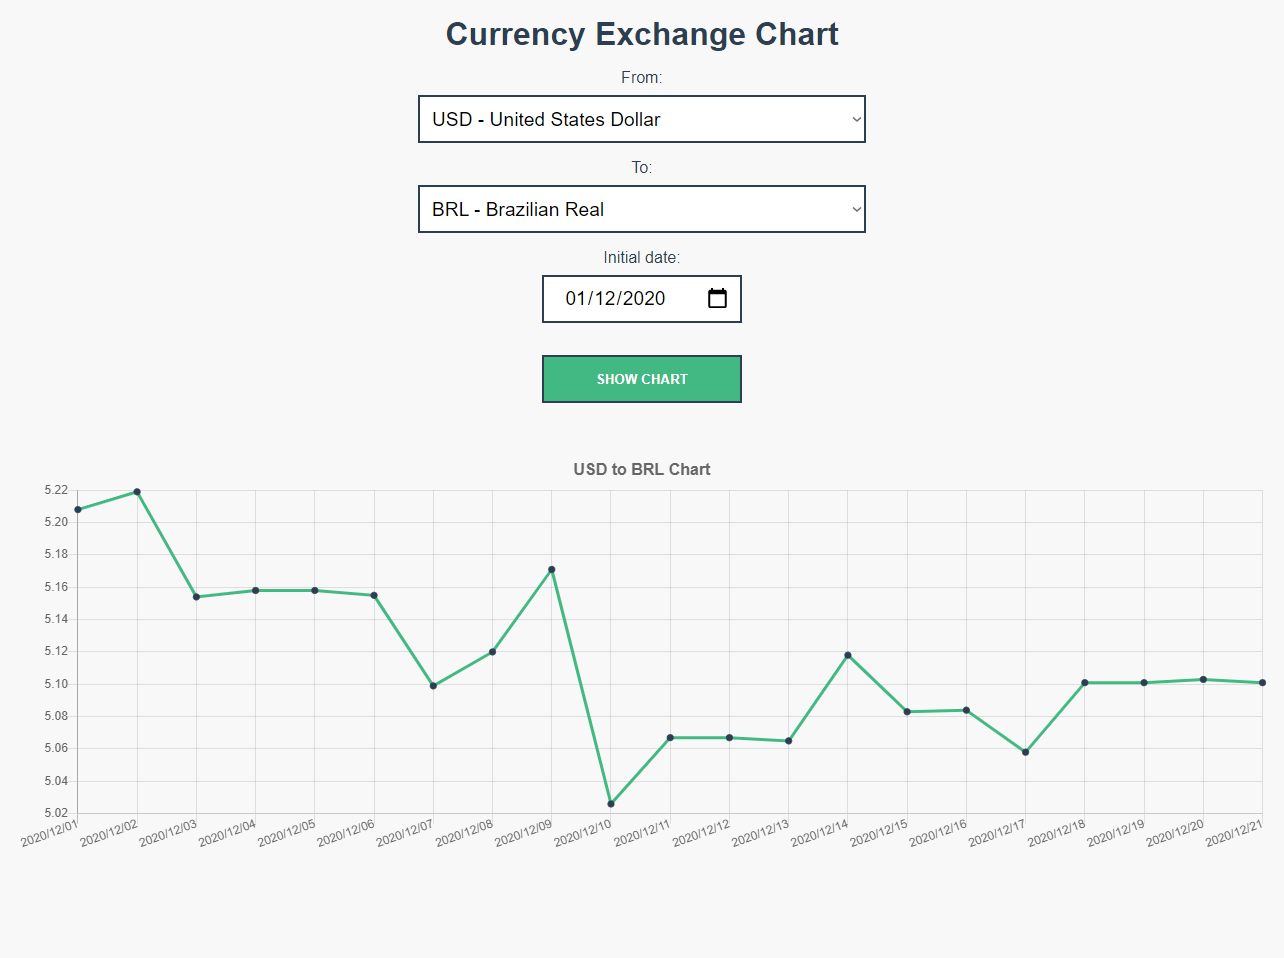 Currency Exchange Chart
From:
USD - United States Dollar
To:
BRL - Brazilian Real
Initial date:
01/12/2020
SHOW CHART
USD to BRL Chart
5.22
5.20
5.18
5.16
5.14
5.12
5.10
5.08
5.06
5.04
5.02
2020/12/01 2020/12/02 2020/12/03 2020/12/04 2020/12/05 2020/12/06 2020/12/07 2020/12/08 2020/12/09 2020/12/10 2020/12/11 2020/12/12 2020/12/13 2020/12/14 2020/12/15 2020/12/16 2020/12/17 2020/12/18 2020/12/19 2020/12/20 2020/12/21